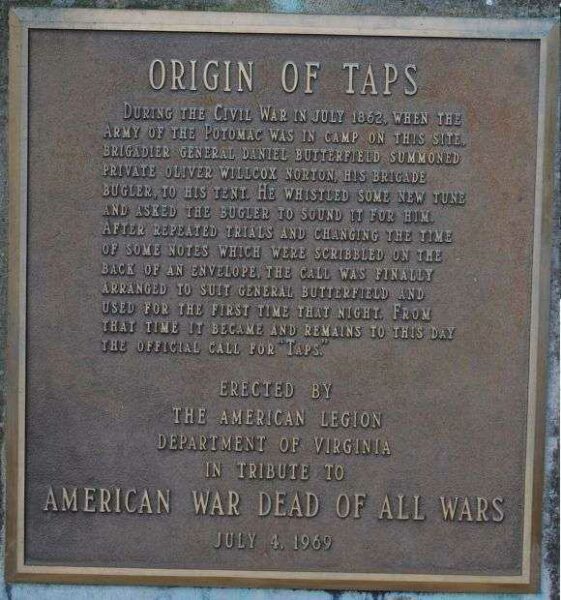 ORIGIN OF TAPS
DURING THE CIVIL WAR IN JULY 1862, WHEN THE
ARMY OF THE POTOMAC WAS IN CAMP ON THIS SITE,
BRIGADIER GENERAL DANIEL BUTTERFIELD SUMMONED
PRIVATE OLIVER WILLCOX NORTON, HIS BRIGADE
BUGLER, TO HIS TENT. HE WHISTLED SOME NEW TUNE
AND ASKED THE BUGLER TO SOUND IT FOR HIM.
AFTER REPEATED TRIALS AND CHANGING THE TIME
OF SOME NOTES WHICH WERE SCRIBBLED ON THE
BACK OF AN ENVELOPE, THE CALL WAS FINALLY
ARRANGED TO SUIT GENERAL BUTTERFIELD AND
USED FOR THE FIRST TIME THAT NIGHT. FROM
THAT TIME IT BECAME AND REMAINS TO THIS DAY
THE OFFICIAL CALL FOR "TAPS."
ERECTED BY
THE AMERICAN LEGION
DEPARTMENT OF VIRGINIA
IN TRIBUTE TO
AMERICAN WAR DEAD OF ALL WARS
JULY 4, 1969